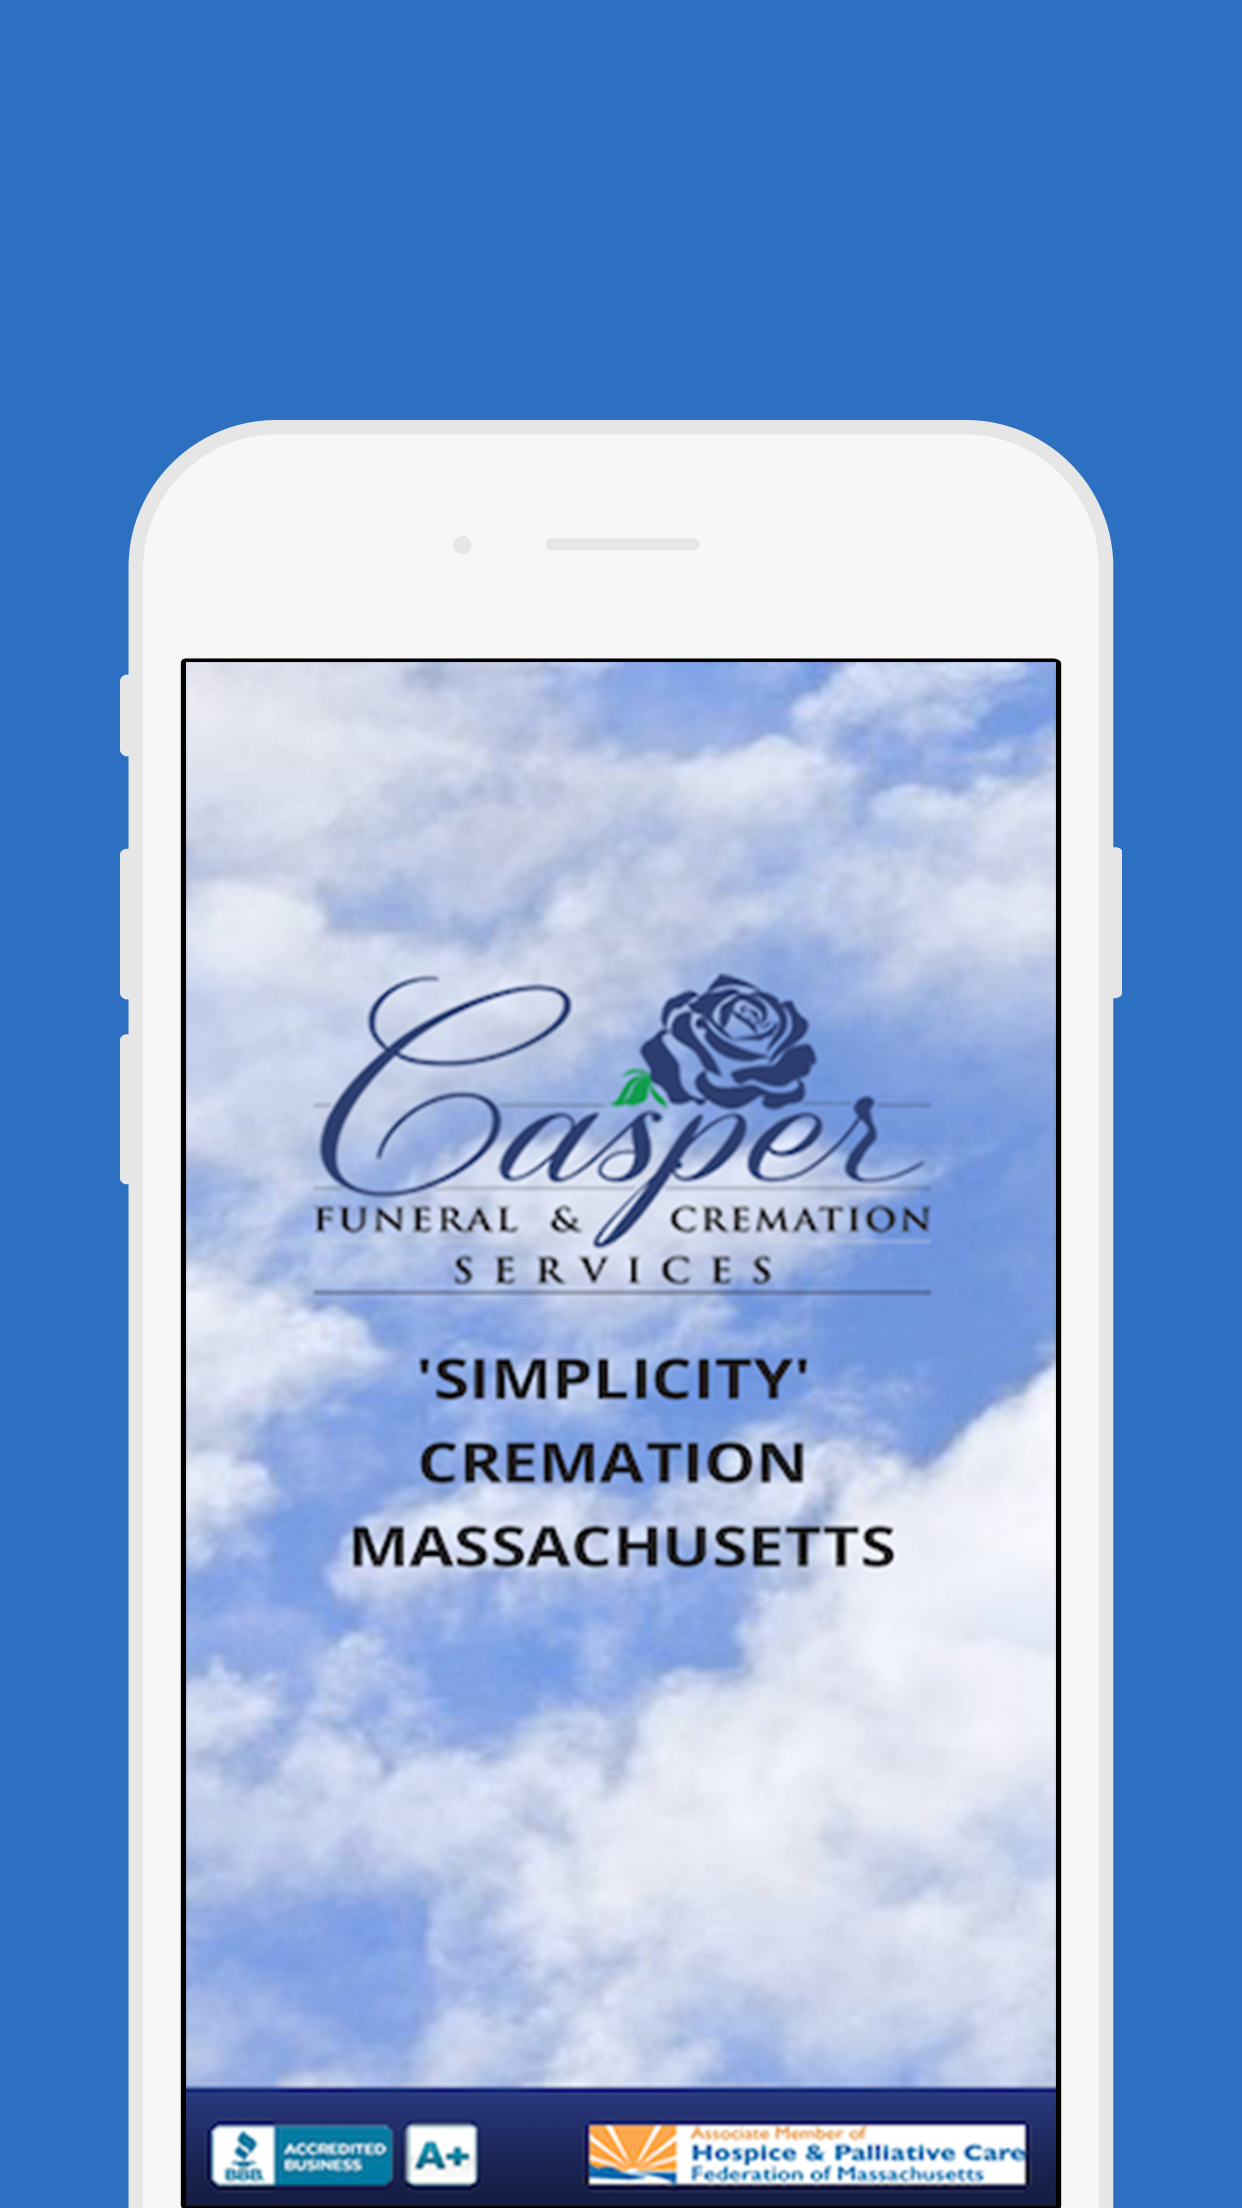 Casper
FUNERAL & CREMATION
SERVICES
'SIMPLICITY'
CREMATION
MASSACHUSETTS
BBB
ACCREDITED
BUSINESS
A+
Associate Member of
Hospice & Palliative Care
Federation of Massachusetts